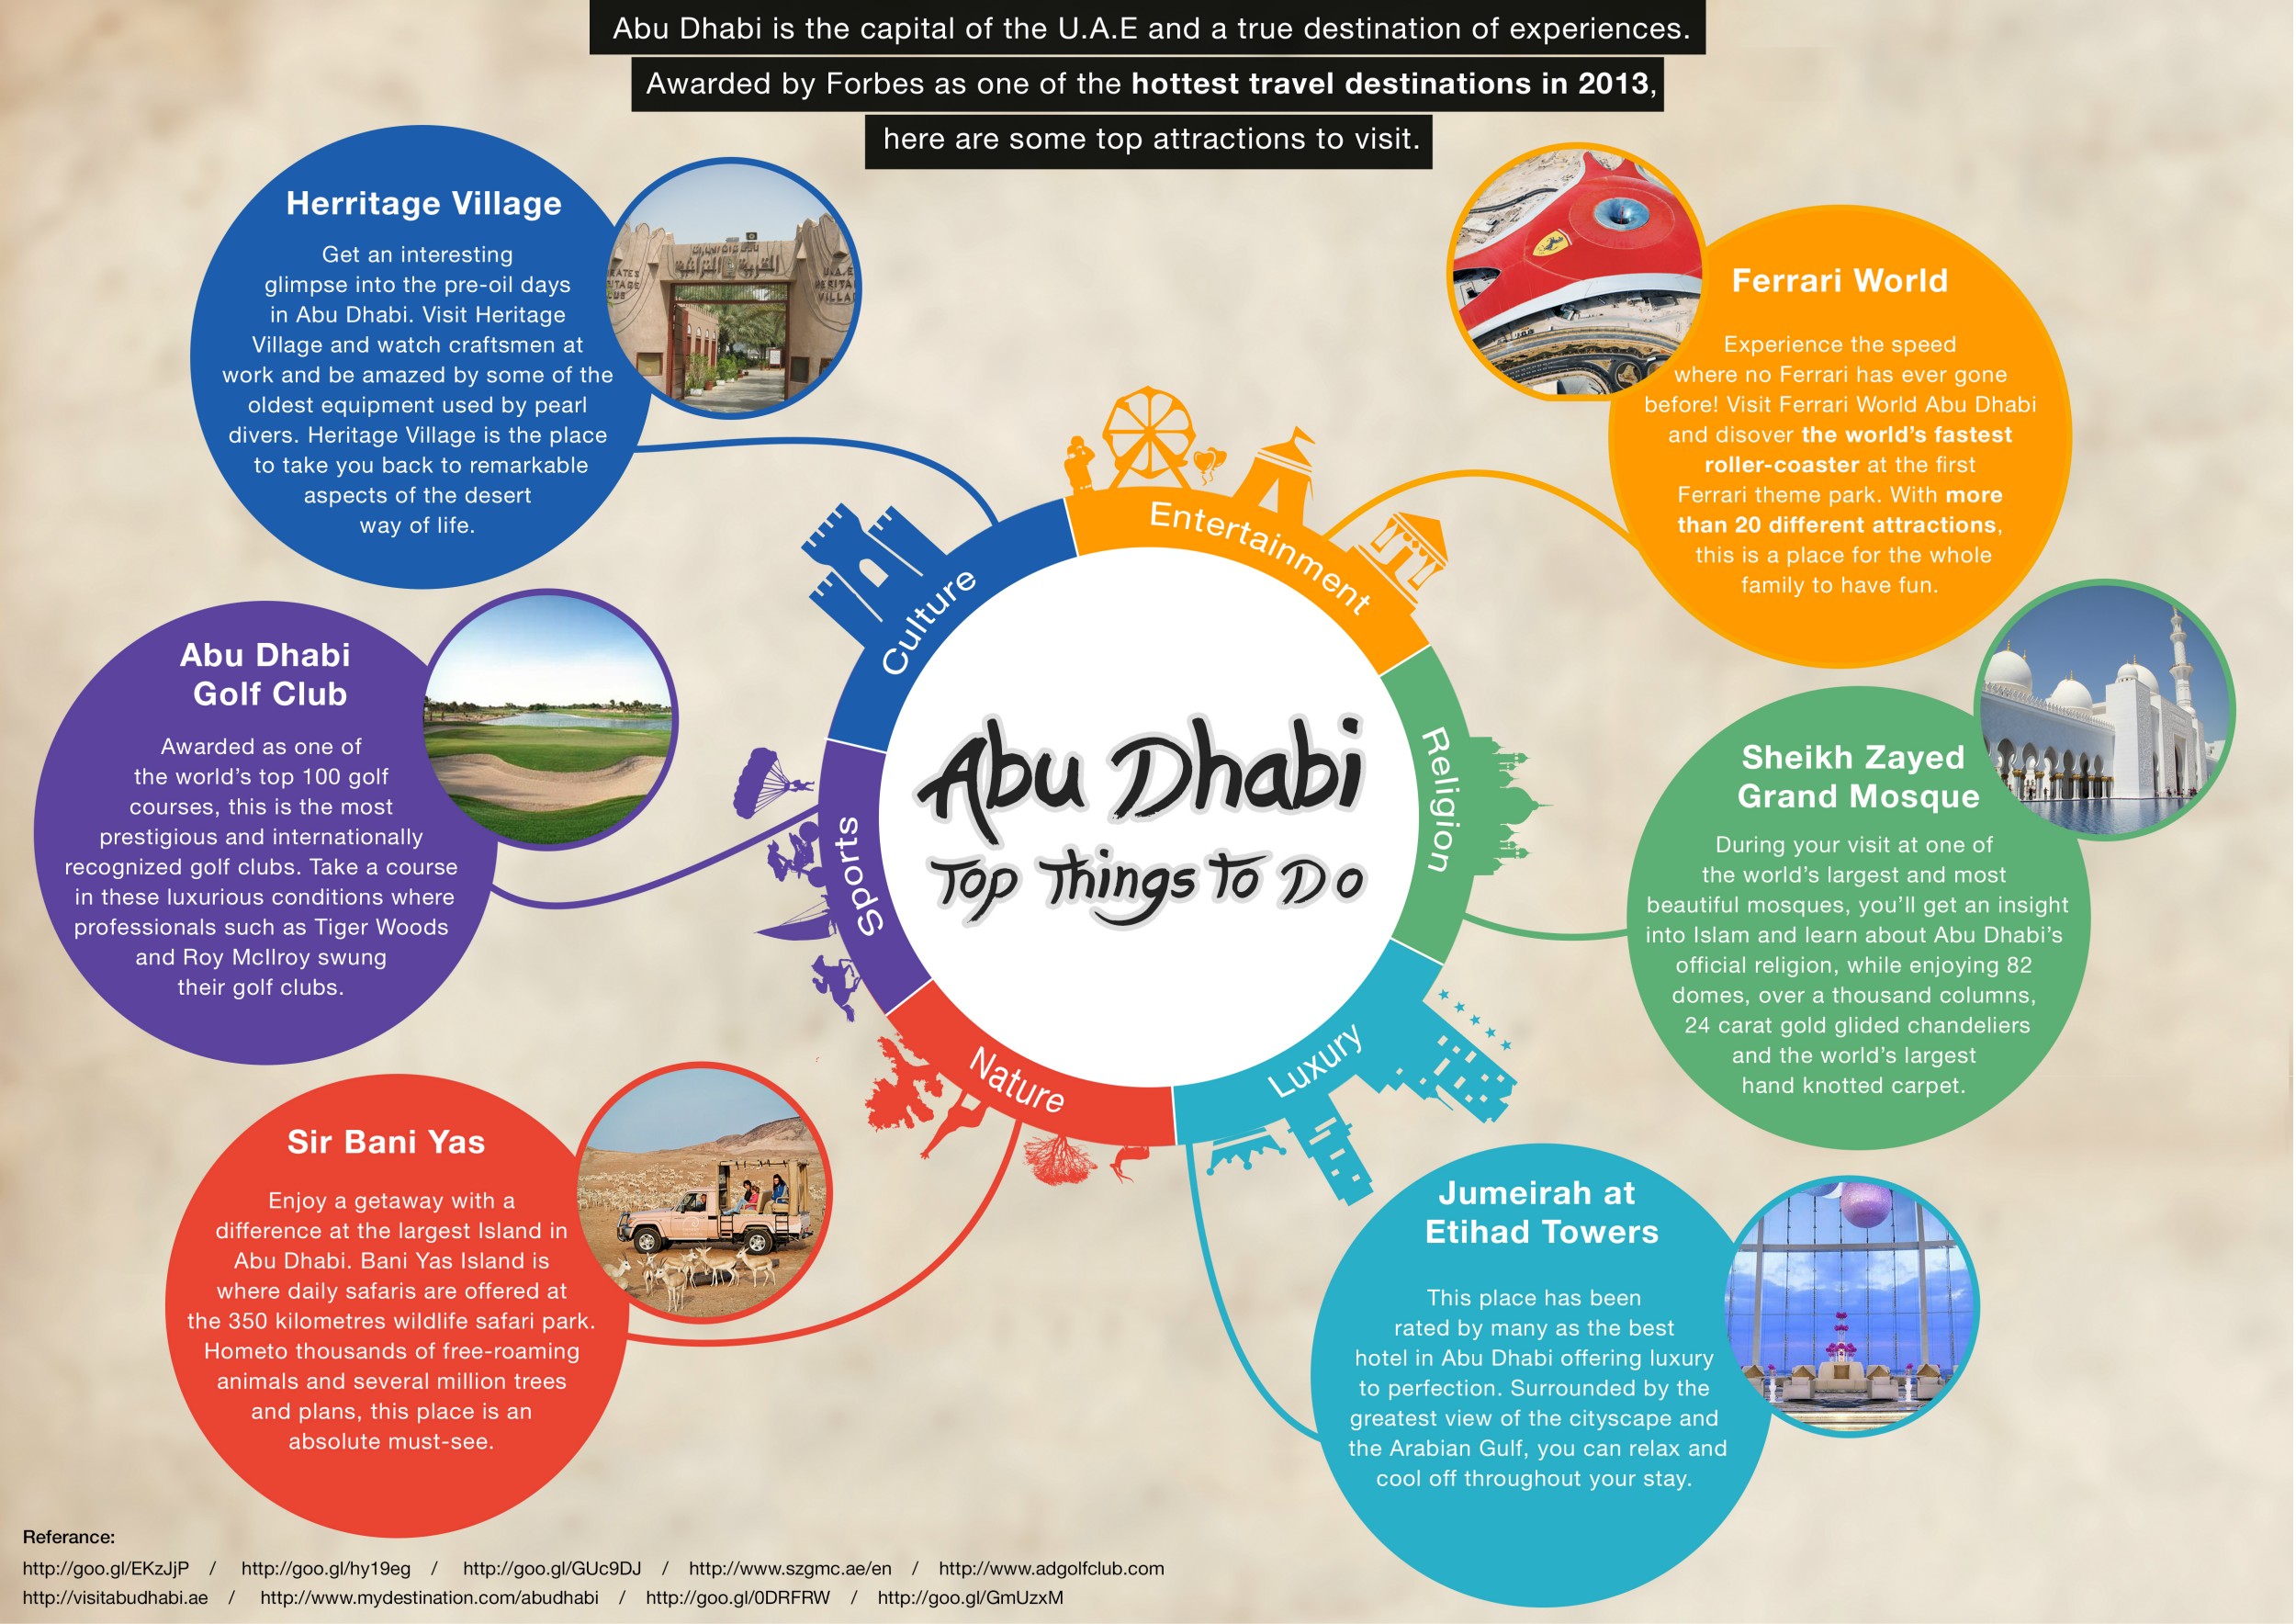 Abu Dhabi is the capital of the U.A.E and a true destination of experiences.
Awarded by Forbes as one of the hottest travel destinations in 2013,
here are some top attractions to visit.
Herritage Village
Get an interesting
glimpse into the pre-oil days
in Abu Dhabi. Visit Heritage
Village and watch craftsmen at
work and be amazed by some of the
oldest equipment used by pearl
divers. Heritage Village is the place
to take you back to remarkable
aspects of the desert
way of life.
Ferrari World
Experience the speed
where no Ferrari has ever gone
before! Visit Ferrari World Abu Dhabi
and disover the world's fastest
roller-coaster at the first
Ferrari theme park. With more
than 20 different attractions,
this is a place for the whole
family to have fun.
Abu Dhabi
Golf Club
Awarded as one of
the world's top 100 golf
courses, this is the most
prestigious and internationally
recognized golf clubs. Take a course
in these luxurious conditions where
professionals such as Tiger Woods
and Roy McIlroy swung
their golf clubs.
Culture
Entertainment
Religion
Luxury
Nature
Sports
Abu Dhabi
Top Things To Do
Sheikh Zayed
Grand Mosque
During your visit at one of
the world's largest and most
beautiful mosques, you'll get an insight
into Islam and learn about Abu Dhabi's
official religion, while enjoying 82
domes, over a thousand columns,
24 carat gold glided chandeliers
and the world's largest
hand knotted carpet.
Sir Bani Yas
Enjoy a getaway with a
difference at the largest Island in
Abu Dhabi. Bani Yas Island is
where daily safaris are offered at
the 350 kilometres wildlife safari park.
Hometo thousands of free-roaming
animals and several million trees
and plans, this place is an
absolute must-see.
Jumeirah at
Etihad Towers
This place has been
rated by many as the best
hotel in Abu Dhabi offering luxury
to perfection. Surrounded by the
greatest view of the cityscape and
the Arabian Gulf, you can relax and
cool off throughout your stay.
Referance:
http://goo.gl/EKzJjP / http://goo.gl/hy19eg / http://goo.gl/GUc9DJ / http://www.szgmc.ae/en / http://www.adgolfclub.com
http://visitabudhabi.ae / http://www.mydestination.com/abudhabi / http://goo.gl/0DRFRW / http://goo.gl/GmUzxM